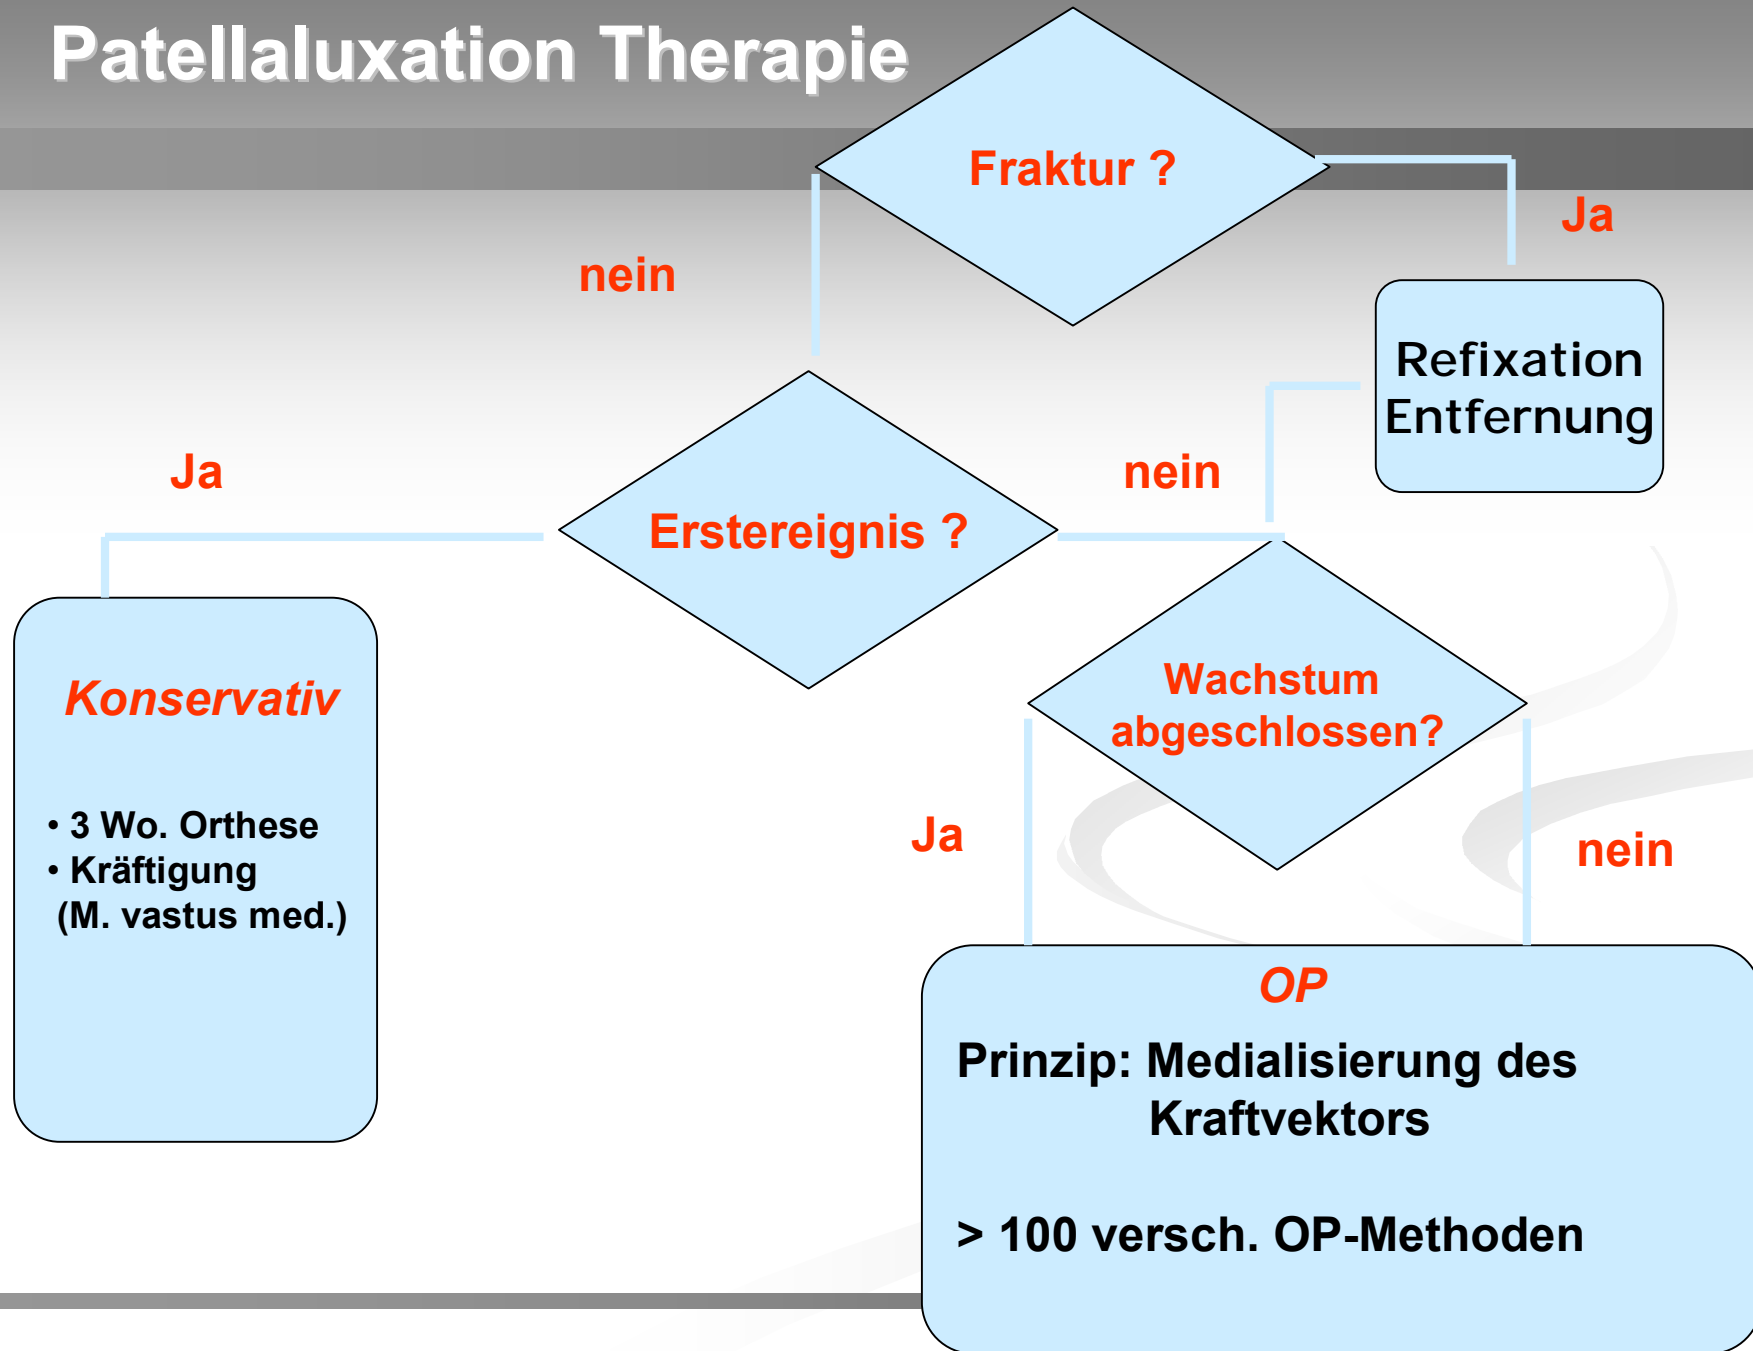 Patellaluxation Therapie
Fraktur ?
Ja
nein
Refixation
Entfernung
Ja
nein
Erstereignis ?
Konservativ
• 3 Wo. Orthese
• Kräftigung
(M. vastus med.)
Wachstum
abgeschlossen?
Ja
nein
OP
Prinzip: Medialisierung des
Kraftvektors
> 100 versch. OP-Methoden